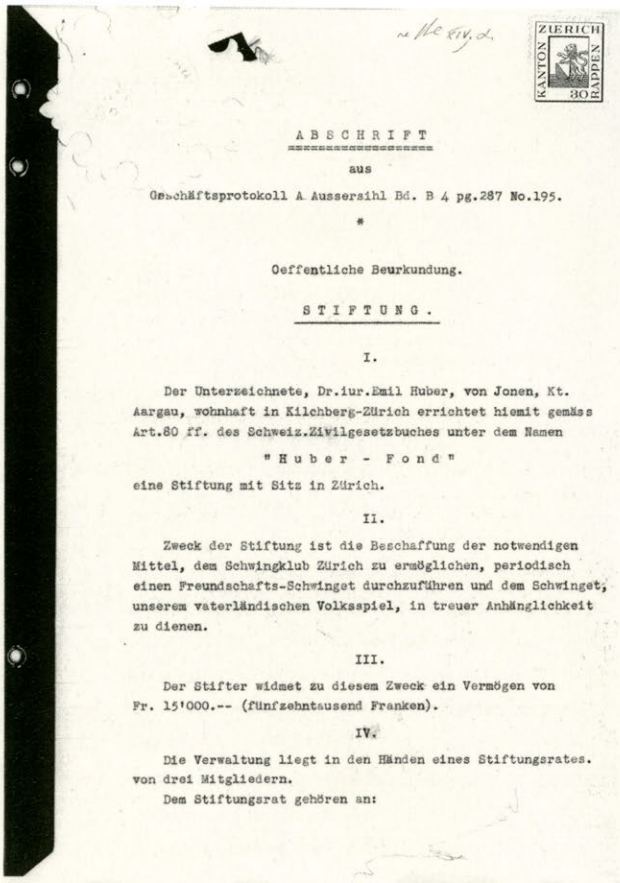 KANTON ZUERICH RAPPEN 30
ABSCHRIFT
aus
Geschäftsprotokoll A Aussersihl Bd. B 4 pg.287 No.195.
*
Oeffentliche Beurkundung.
STIFTUNG.
I.
Der Unterzeichnete, Dr.iur.Emil Huber, von Jonen, Kt.
Aargau, wohnhaft in Kilchberg-Zürich errichtet hiemit gemäss
Art.80 ff. des Schweiz.Zivilgesetzbuches unter dem Namen
"Huber - Fond"
eine Stiftung mit Sitz in Zürich.
II.
Zweck der Stiftung ist die Beschaffung der notwendigen
Mittel, dem Schwingklub Zürich zu ermöglichen, periodisch
einen Freundschafts-Schwinget durchzuführen und dem Schwinget,
unserem vaterländischen Volksspiel, in treuer Anhänglichkeit
zu dienen.
III.
Der Stifter widmet zu diesem Zweck ein Vermögen von
Fr. 15'000.-- (fünfzehntausend Franken).
IV.
Die Verwaltung liegt in den Händen eines Stiftungsrates.
von drei Mitgliedern.
Dem Stiftungsrat gehören an: